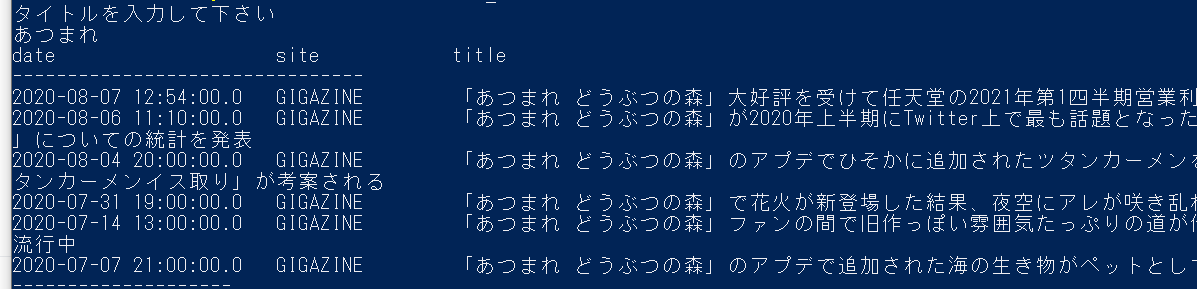 タイトルを入力して下さい
あつまれ
date site title
--------------------------------
2020-08-07 12:54:00.0 GIGAZINE 「あつまれ どうぶつの森」大好評を受けて任天堂の2021年第1四半期営業利
2020-08-06 11:10:00.0 GIGAZINE 「あつまれ どうぶつの森」が2020年上半期にTwitter上で最も話題となった
」についての統計を発表
2020-08-04 20:00:00.0 GIGAZINE 「あつまれ どうぶつの森」のアプデでひそかに追加されたツタンカーメン
タンカーメンイス取り」が考案される
2020-07-31 19:00:00.0 GIGAZINE 「あつまれ どうぶつの森」で花火が新登場した結果、夜空にアレが咲き乱
2020-07-14 13:00:00.0 GIGAZINE 「あつまれ どうぶつの森」ファンの間で旧作っぽい雰囲気たっぷりの道が
流行中
2020-07-07 21:00:00.0 GIGAZINE 「あつまれ どうぶつの森」のアプデで追加された海の生き物がペットとして
--------------------